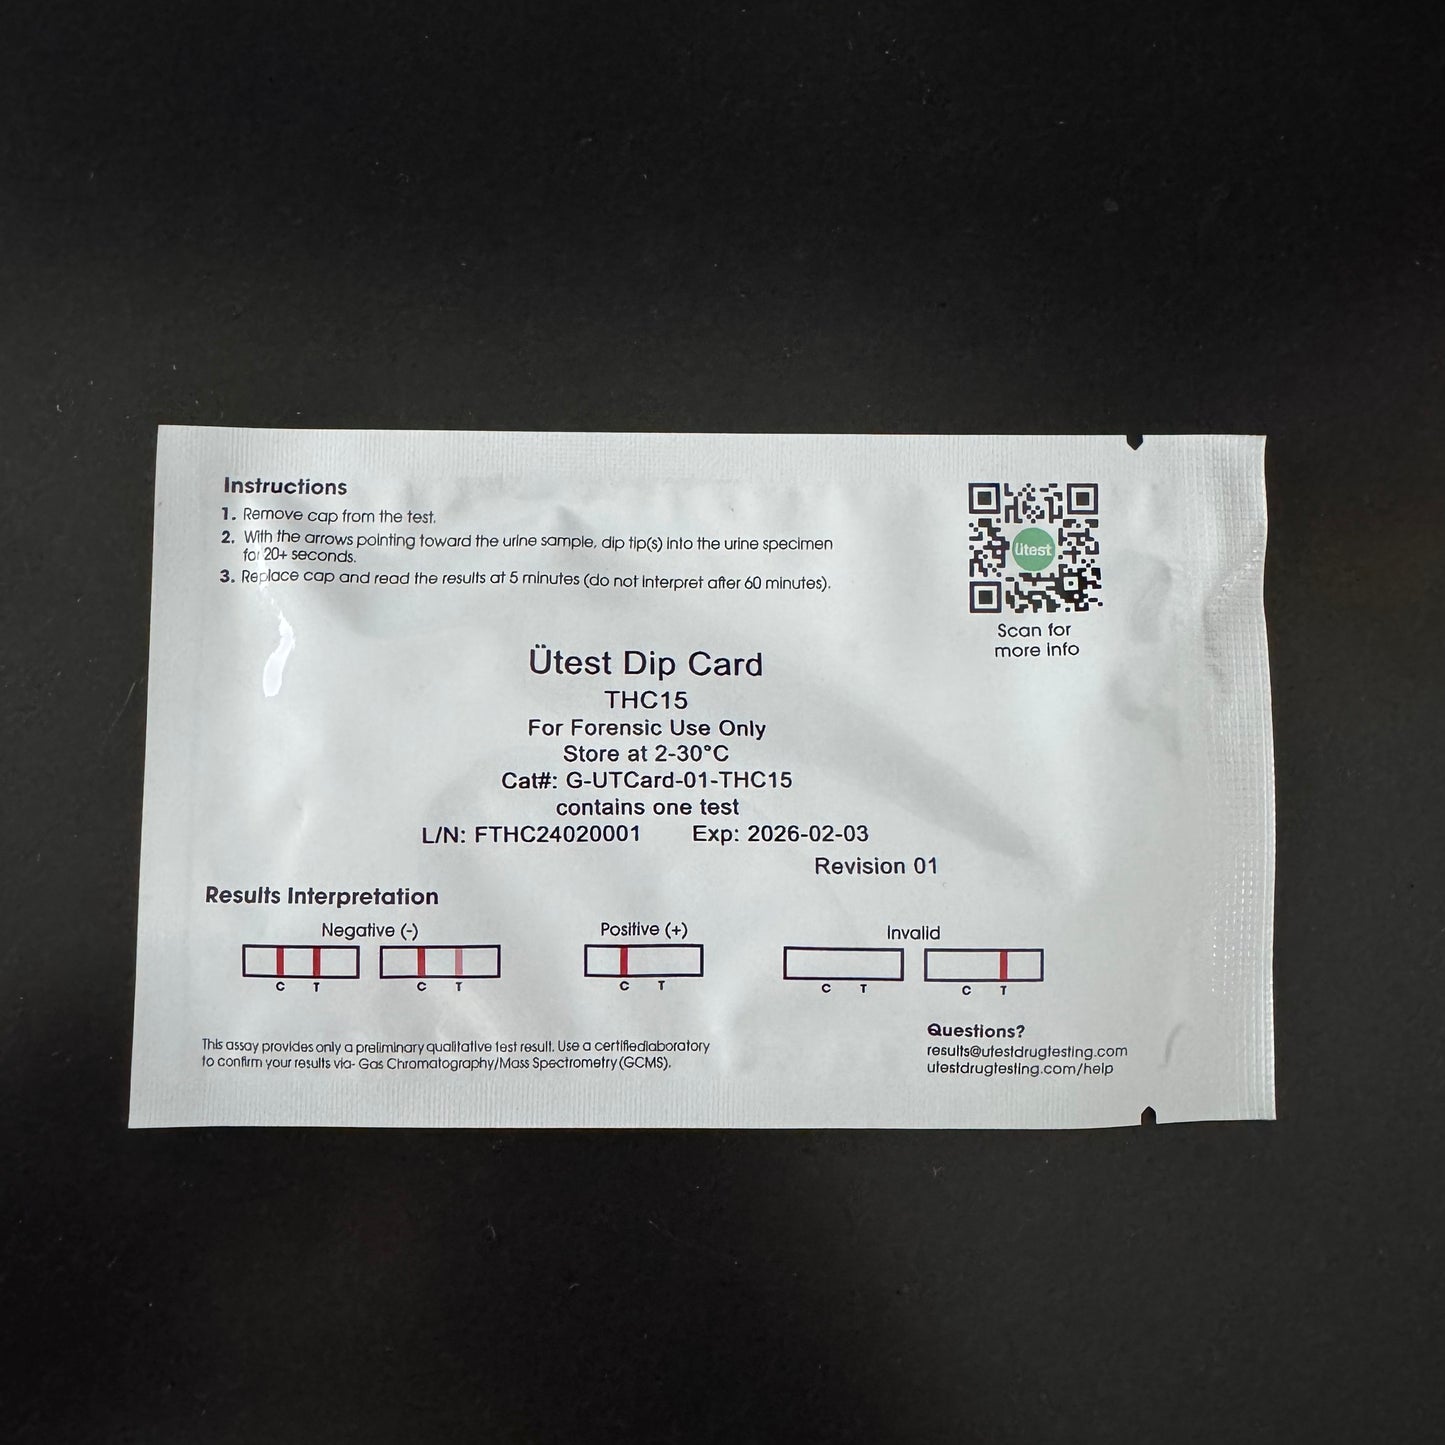 Instructions
1. Remove cap from the test.
2. With the arrows pointing toward the urine sample, dip tip(s) into the urine specimen
for 20+ seconds.
3. Replace cap and read the results at 5 minutes (do not interpret after 60 minutes).
ütest
Scan for
more info
Ütest Dip Card
THC15
For Forensic Use Only
Store at 2-30°C
Cat#: G-UTCard-01-THC15
contains one test
L/N: FTHC24020001 Exp: 2026-02-03
Revision 01
Results Interpretation
Negative (-) Positive (+) Invalid
C T C T C T C T C T
This assay provides only a preliminary qualitative test result. Use a certifiedlaboratory
to confirm your results via- Gas Chromatography/Mass Spectrometry(GCMS).
Questions?
results@utestdrugtesting.com
utestdrugtesting.com/help